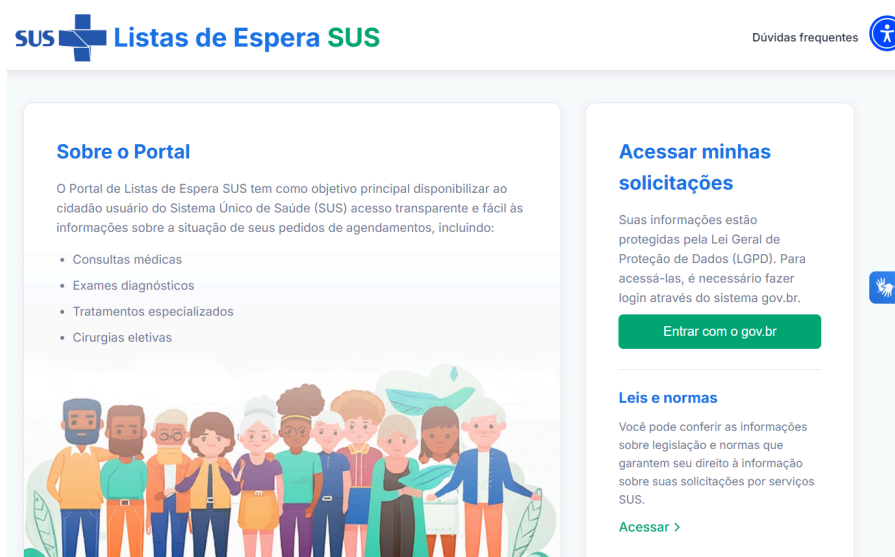 SUS Listas de Espera SUS
Dúvidas frequentes
Sobre o Portal
O Portal de Listas de Espera SUS tem como objetivo principal disponibilizar ao
cidadão usuário do Sistema Único de Saúde (SUS) acesso transparente e fácil às
informações sobre a situação de seus pedidos de agendamentos, incluindo:
• Consultas médicas
• Exames diagnósticos
• Tratamentos especializados
• Cirurgias eletivas
Acessar minhas
solicitações
Suas informações estão
protegidas pela Lei Geral de
Proteção de Dados (LGPD). Para
acessá-las, é necessário fazer
login através do sistema gov.br.
Entrar com o gov.br
Leis e normas
Você pode conferir as informações
sobre legislação e normas que
garantem seu direito à informação
sobre suas solicitações por serviços
SUS.
Acessar >